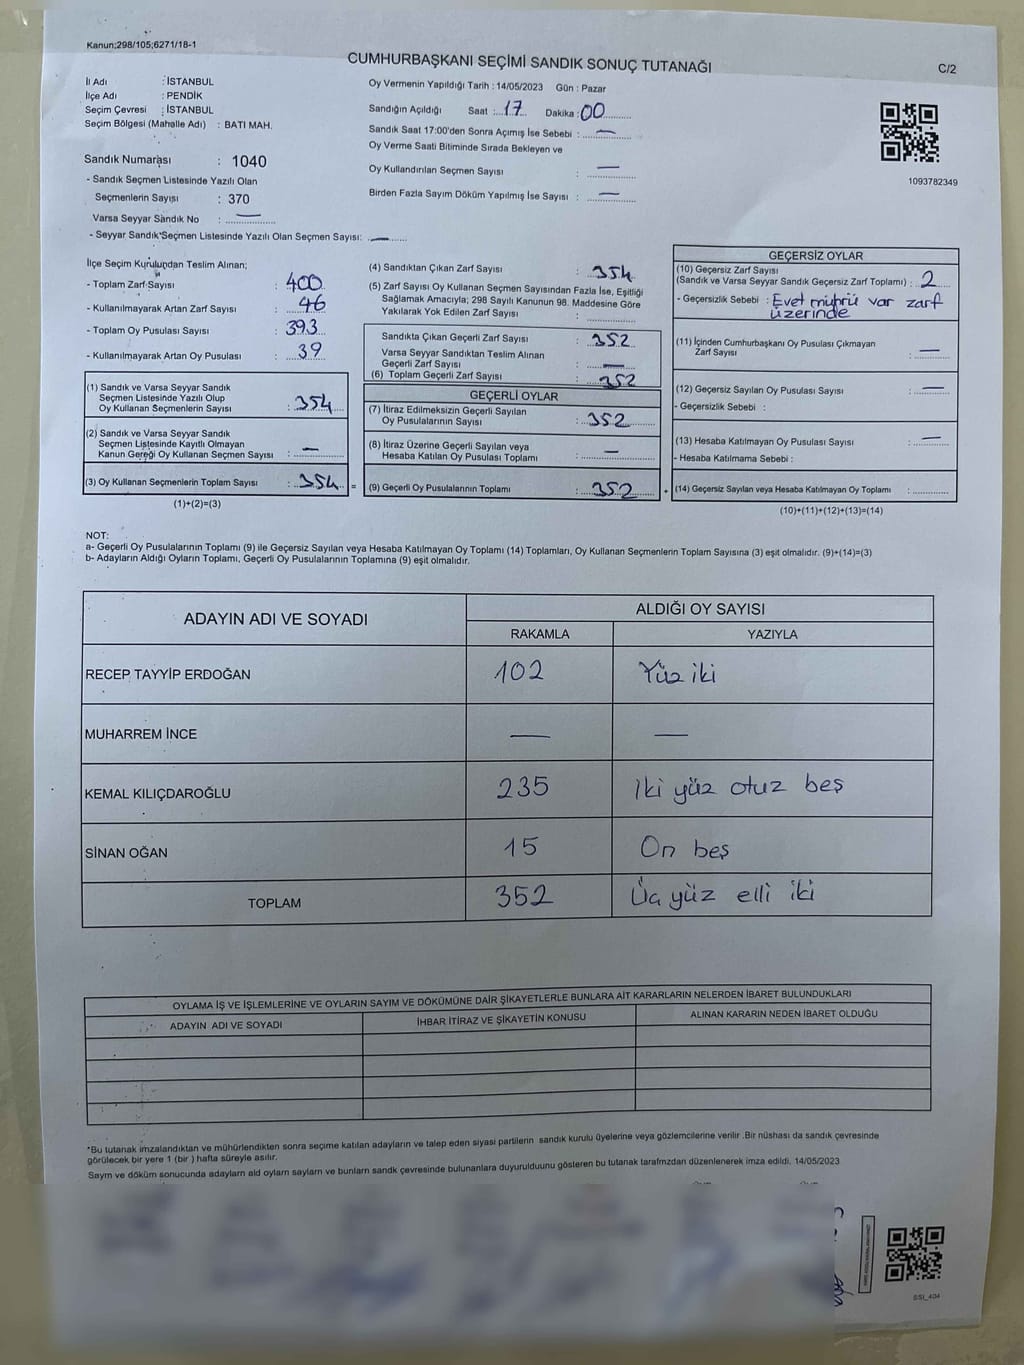 Kanun;298/105;6271/18-1
CUMHURBAŞKANI SEÇİMİ SANDIK SONUÇ TUTANAĞI
C/2
İl Adı : İSTANBUL
İlçe Adı : PENDİK
Seçim Çevresi : İSTANBUL
Seçim Bölgesi (Mahalle Adı) : BATI MAH.
Sandık Numarası : 1040
- Sandık Seçmen Listesinde Yazılı Olan
Seçmenlerin Sayısı : 370
Varsa Seyyar Sandık No : —
- Seyyar Sandık Seçmen Listesinde Yazılı Olan Seçmen Sayısı: —
Oy Vermenin Yapıldığı Tarih : 14/05/2023 Gün : Pazar
Sandığın Açıldığı Saat : 17 Dakika : 00
Sandık Saat 17:00'den Sonra Açımış İse Sebebi : —
Oy Verme Saati Bitiminde Sırada Bekleyen ve
Oy Kullandırılan Seçmen Sayısı : —
Birden Fazla Sayım Döküm Yapılmış İse Sayısı : —
1093782349
İlçe Seçim Kurulundan Teslim Alınan;
- Toplam Zarf Sayısı : 400
- Kullanılmayarak Artan Zarf Sayısı : 46
- Toplam Oy Pusulası Sayısı : 393
- Kullanılmayarak Artan Oy Pusulası : 39
(1) Sandık ve Varsa Seyyar Sandık
Seçmen Listesinde Yazılı Olup
Oy Kullanan Seçmenlerin Sayısı : 354
(2) Sandık ve Varsa Seyyar Sandık
Seçmen Listesinde Kayıtlı Olmayan
Kanun Gereği Oy Kullanan Seçmen Sayısı : —
(3) Oy Kullanan Seçmenlerin Toplam Sayısı : 354 =
(1)+(2)=(3)
(4) Sandıktan Çıkan Zarf Sayısı : 354
(5) Zarf Sayısı Oy Kullanan Seçmen Sayısından Fazla İse, Eşitliği
Sağlamak Amacıyla; 298 Sayılı Kanunun 98. Maddesine Göre
Yakılarak Yok Edilen Zarf Sayısı :
Sandıkta Çıkan Geçerli Zarf Sayısı : 352
Varsa Seyyar Sandıktan Teslim Alınan
Geçerli Zarf Sayısı : —
(6) Toplam Geçerli Zarf Sayısı : 352
GEÇERLİ OYLAR
(7) İtiraz Edilmeksizin Geçerli Sayılan
Oy Pusulalarının Sayısı : 352
(8) İtiraz Üzerine Geçerli Sayılan veya
Hesaba Katılan Oy Pusulası Toplamı : —
(9) Geçerli Oy Pusulalarının Toplamı : 352 +
GEÇERSİZ OYLAR
(10) Geçersiz Zarf Sayısı
(Sandık ve Varsa Seyyar Sandık Geçersiz Zarf Toplamı) : 2
- Geçersizlik Sebebi : Evet mührü var zarf
üzerinde
(11) İçinden Cumhurbaşkanı Oy Pusulası Çıkmayan
Zarf Sayısı : —
(12) Geçersiz Sayılan Oy Pusulası Sayısı : —
- Geçersizlik Sebebi :
(13) Hesaba Katılmayan Oy Pusulası Sayısı : —
- Hesaba Katılmama Sebebi :
(14) Geçersiz Sayılan veya Hesaba Katılmayan Oy Toplamı :
(10)+(11)+(12)+(13)=(14)
NOT:
a- Geçerli Oy Pusulalarının Toplamı (9) ile Geçersiz Sayılan veya Hesaba Katılmayan Oy Toplamı (14) Toplamları, Oy Kullanan Seçmenlerin Toplam Sayısına (3) eşit olmalıdır. (9)+(14)=(3)
b- Adayların Aldığı Oyların Toplamı, Geçerli Oy Pusulalarının Toplamına (9) eşit olmalıdır.
ADAYIN ADI VE SOYADI ALDIĞI OY SAYISI
RAKAMLA YAZIYLA
RECEP TAYYİP ERDOĞAN 102 Yüz iki
MUHARREM İNCE — —
KEMAL KILIÇDAROĞLU 235 İki yüz otuz beş
SİNAN OĞAN 15 On beş
TOPLAM 352 Üç yüz elli iki
OYLAMA İŞ VE İŞLEMLERİNE VE OYLARIN SAYIM VE DÖKÜMÜNE DAİR ŞİKAYETLERLE BUNLARA AİT KARARLARIN NELERDEN İBARET BULUNDUKLARI
ADAYIN ADI VE SOYADI İHBAR İTİRAZ VE ŞİKAYETİN KONUSU ALINAN KARARIN NEDEN İBARET OLDUĞU
*Bu tutanak imzalandıktan ve mühürlendikten sonra seçime katılan adayların ve talep eden siyasi partilerin sandık kurulu üyelerine veya gözlemcilerine verilir .Bir nüshası da sandık çevresinde
görülecek bir yere 1 (bir ) hafta süreyle asılır.
Saym ve döküm sonucunda adaylarn ald oylarn saylarn ve bunlarn sandk çevresinde bulunanlara duyurulduunu gösteren bu tutanak tarafmzdan düzenlenerek imza edildi. 14/05/2023
SSI_404